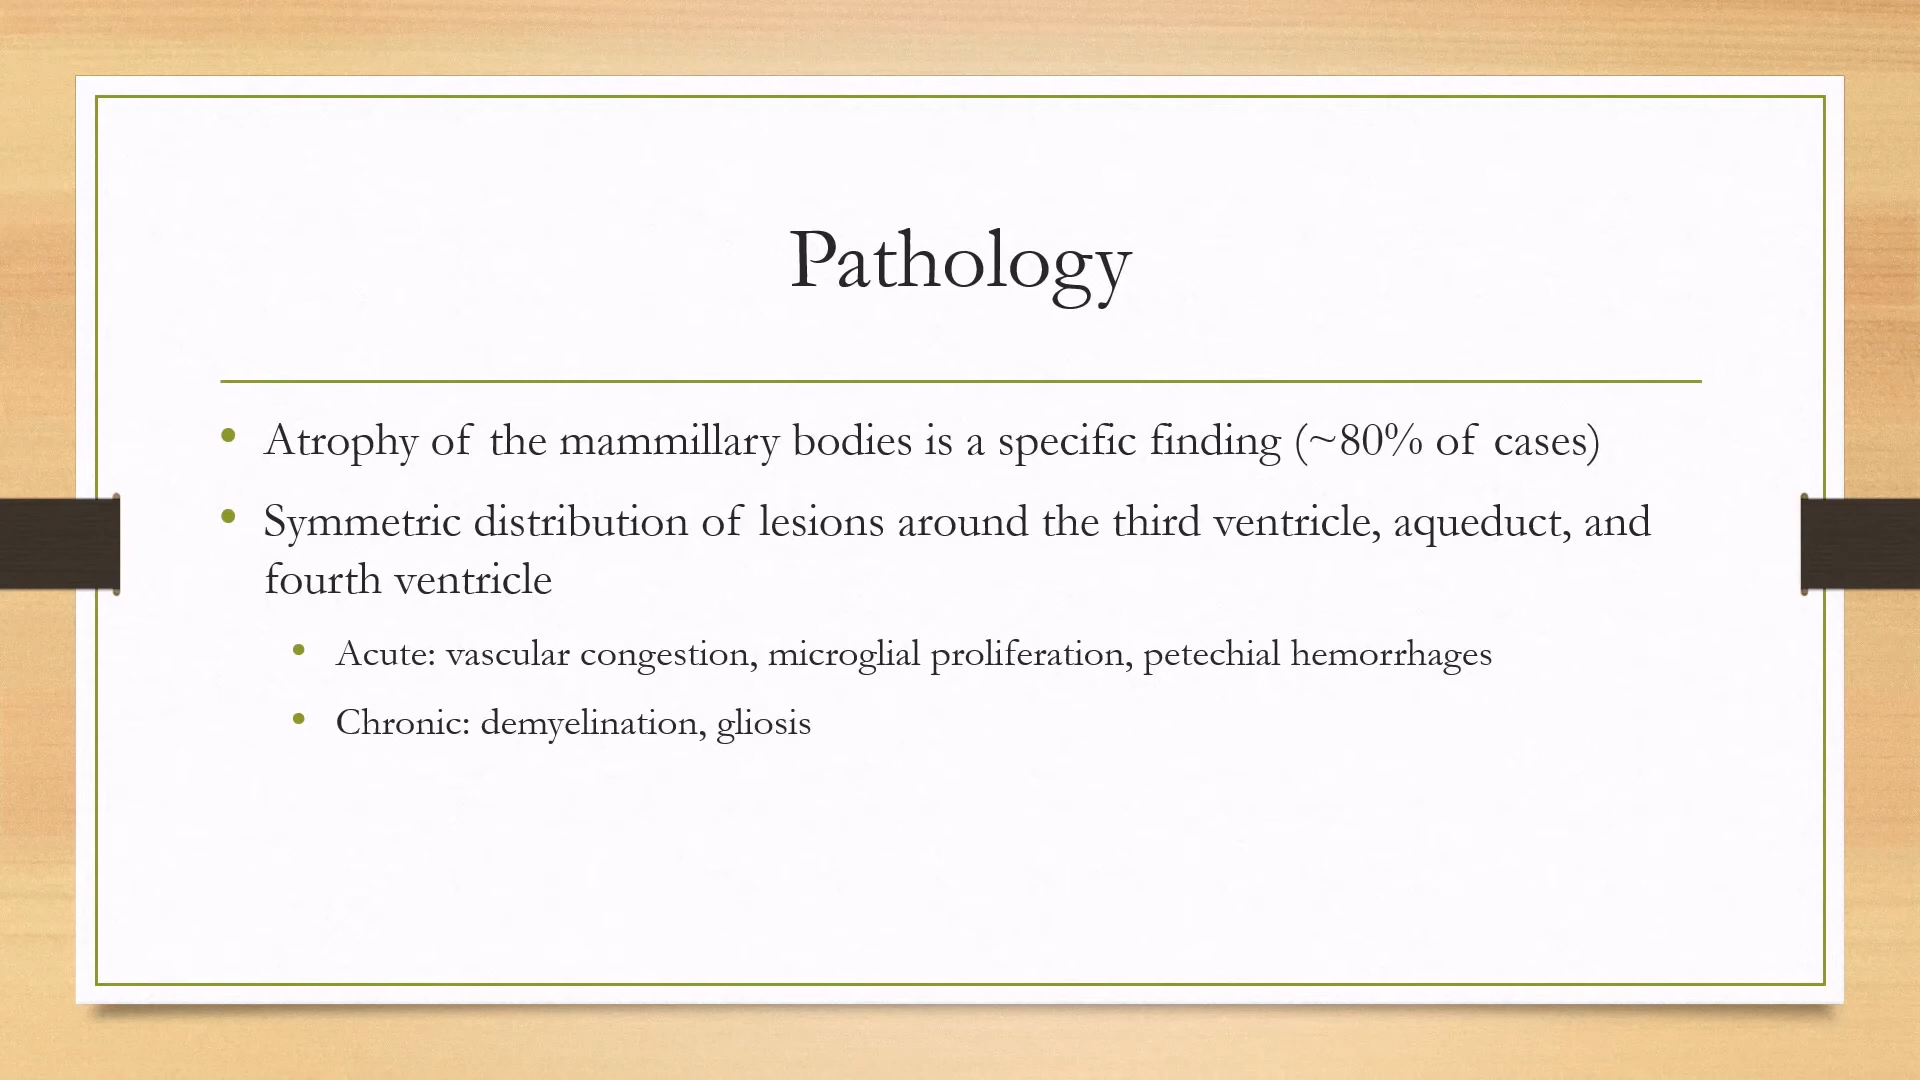 Pathology
• Atrophy of the mammillary bodies is a specific finding (~80% of cases)
• Symmetric distribution of lesions around the third ventricle, aqueduct, and
fourth ventricle
• Acute: vascular congestion, microglial proliferation, petechial hemorrhages
• Chronic: demyelination, gliosis